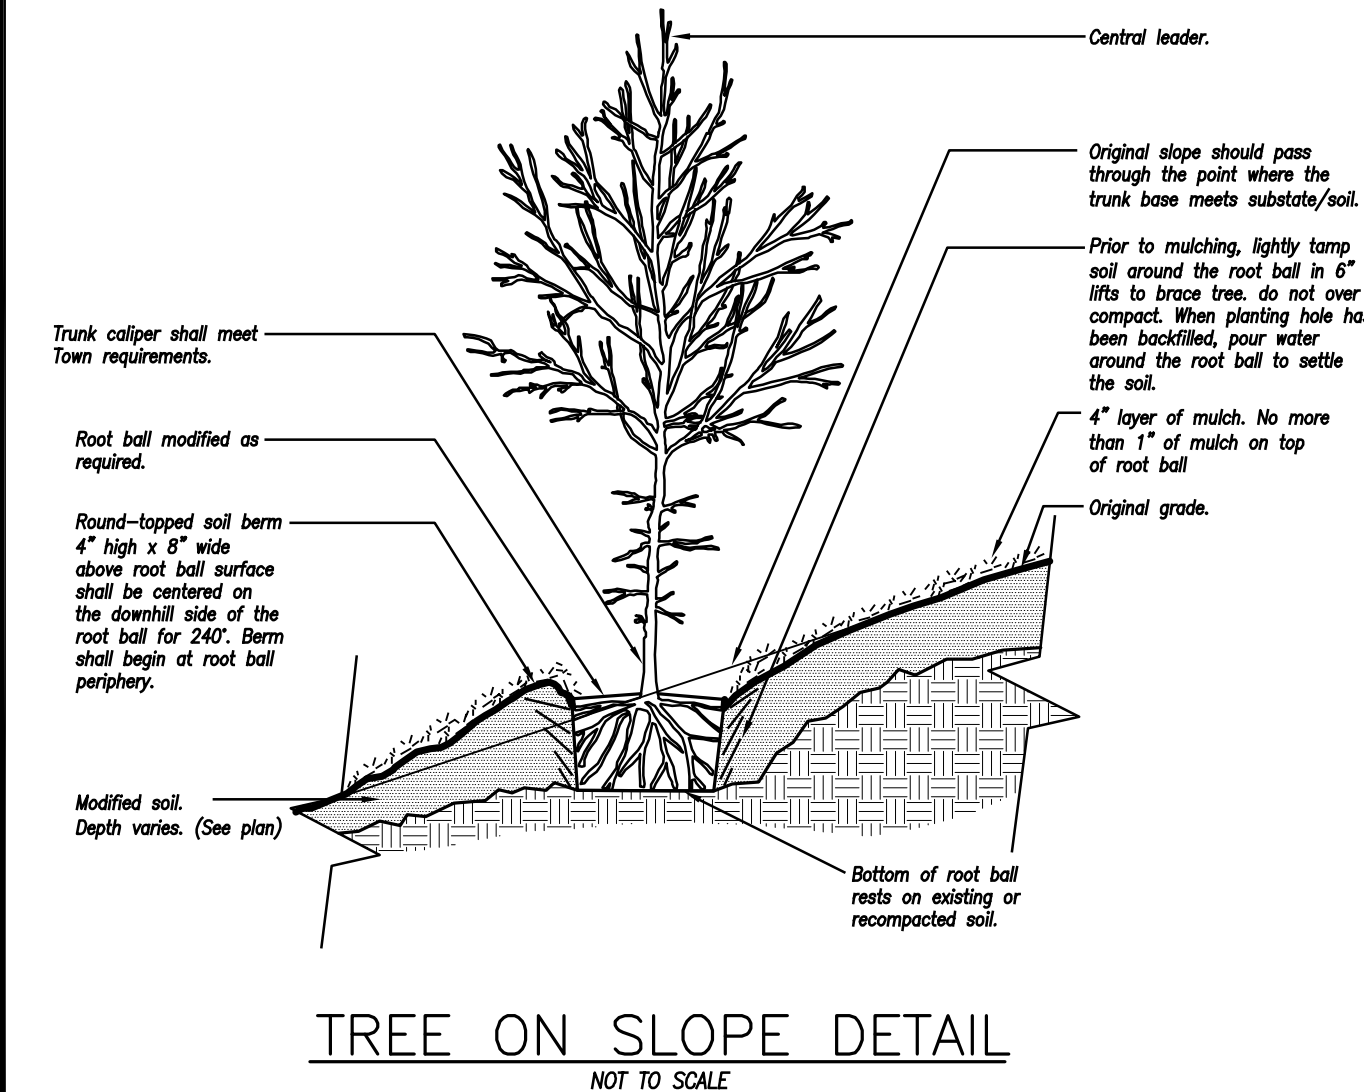 Central leader.
Original slope should pass
through the point where the
trunk base meets substate/soil.
Prior to mulching, lightly tamp
soil around the root ball in 6"
lifts to brace tree. do not over
compact. When planting hole
been backfilled, pour water
around the root ball to settle
the soil.
4" layer of mulch. No more
than 1" of mulch on top
of root ball
Original grade.
Trunk caliper shall meet
Town requirements.
Root ball modified as
required.
Round-topped soil berm
4" high x 8" wide
above root ball surface
shall be centered on
the downhill side of the
root ball for 240°. Berm
shall begin at root ball
periphery.
Modified soil.
Depth varies. (See plan)
Bottom of root ball
rests on existing or
recompacted soil.
TREE ON SLOPE DETAIL
NOT TO SCALE